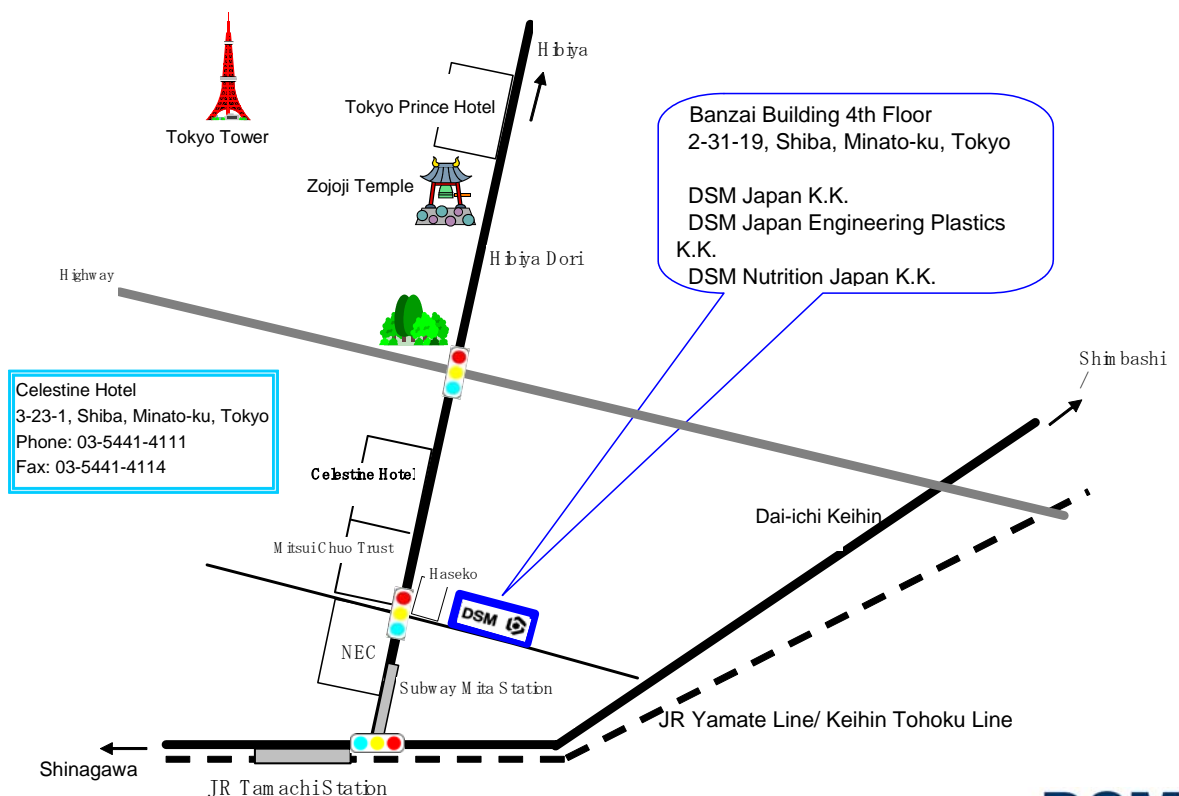 Hibiya
Tokyo Prince Hotel
Tokyo Tower
Zojoji Temple
Banzai Building 4th Floor
2-31-19, Shiba, Minato-ku, Tokyo
DSM Japan K.K.
DSM Japan Engineering Plastics
K.K.
DSM Nutrition Japan K.K.
Hibiya Dori
Highway
Shimbashi
Celestine Hotel
3-23-1, Shiba, Minato-ku, Tokyo
Phone: 03-5441-4111
Fax: 03-5441-4114
Celestine Hotel
Dai-ichi Keihin
Mitsui Chuo Trust
Haseko
DSM
NEC
Subway Mita Station
JR Yamate Line/ Keihin Tohoku Line
Shinagawa
JR Tamachi Station